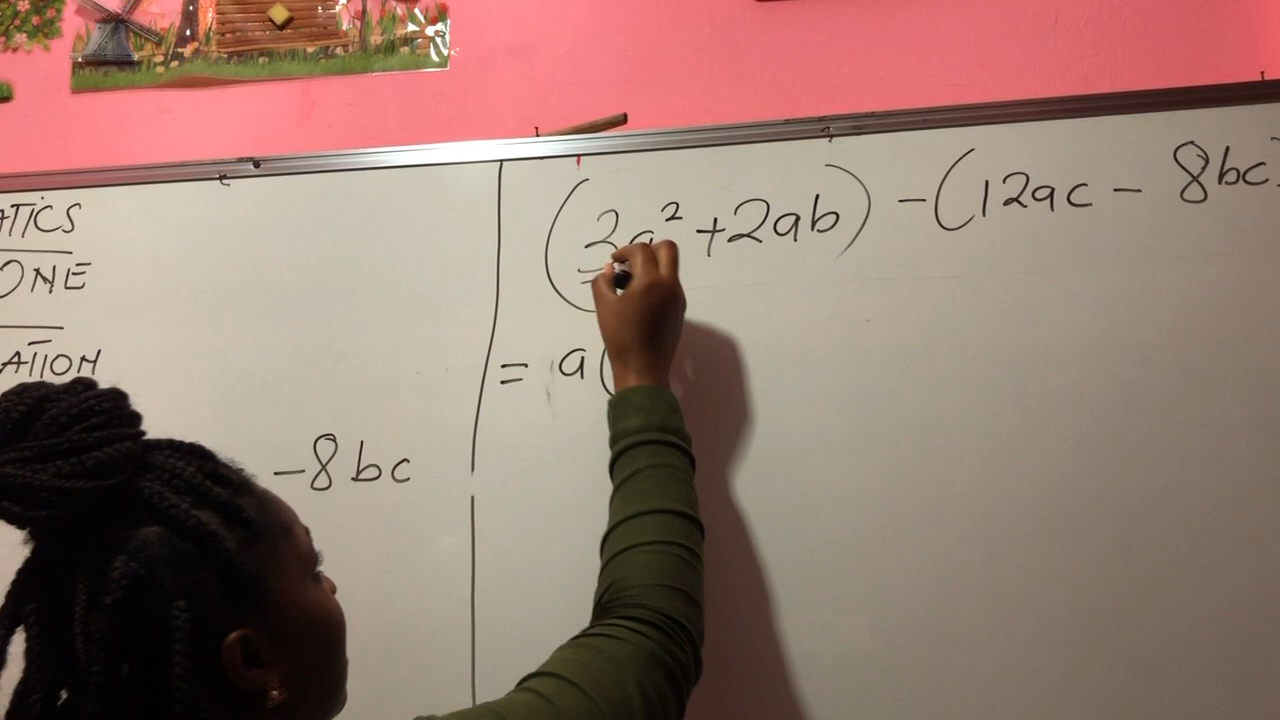 ATICS
ONE
ATION
-8bc
(3a²+2ab) -(12ac - 8bc)
= a(